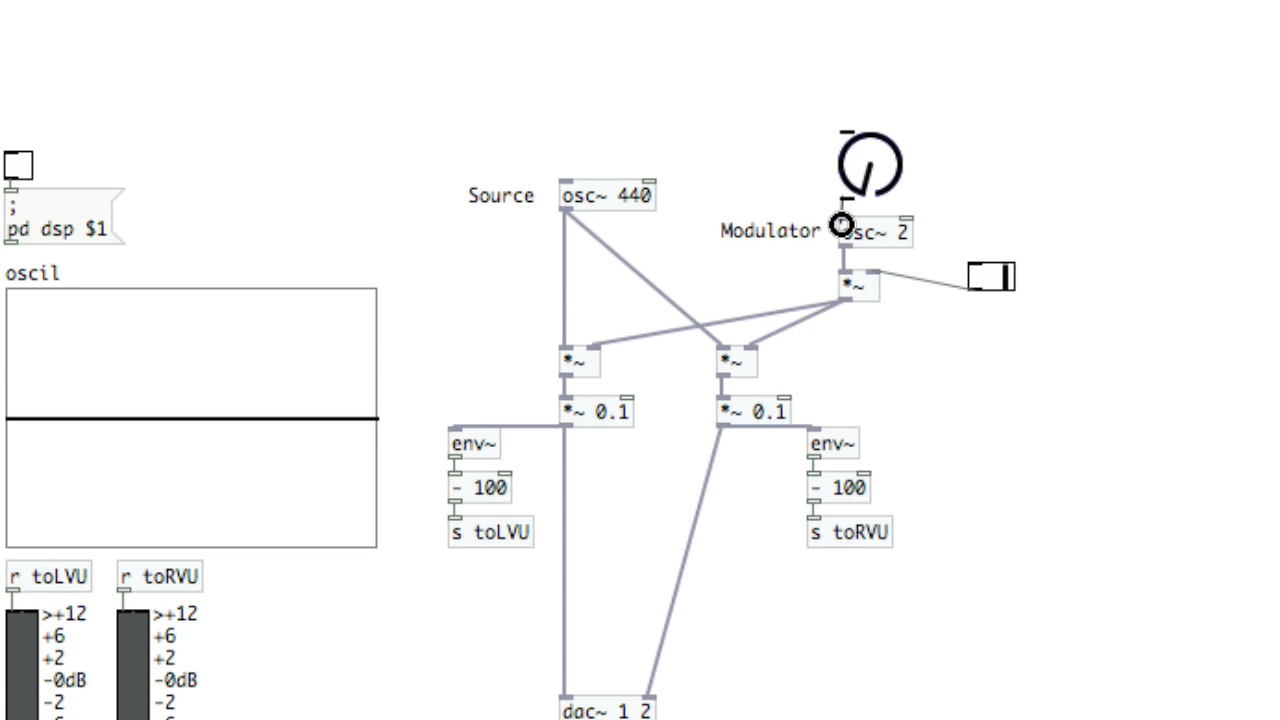 Source
osc~ 440
;
pd dsp $1
Modulator
sc~ 2
oscil
*~
*~
*~
*~ 0.1
*~ 0.1
env~
env~
- 100
- 100
s toLVU
s toRVU
r toLVU
r toRVU
>+12
>+12
+6
+6
+2
+2
-0dB
-0dB
-2
-2
dac~ 1 2